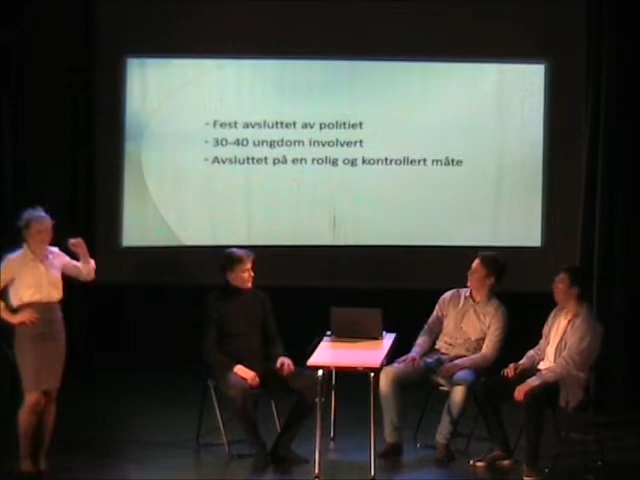 - Fest avsluttet av politiet
- 30-40 ungdom involvert
- Avsluttet på en rolig og kontrollert måte